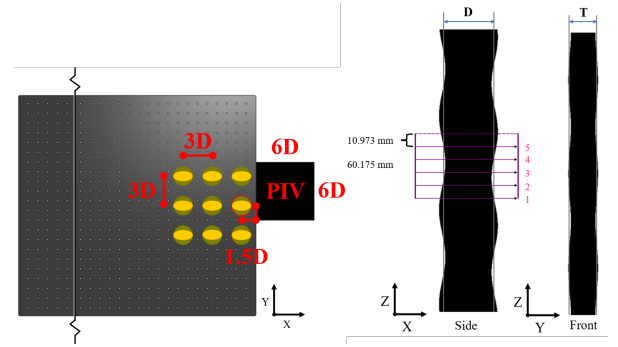 3D
6D
3D
PIV
6D
1.5D
Y
X
D
T
10.973 mm
60.175 mm
5
4
3
2
1
Z
X
Side
Z
Y
Front